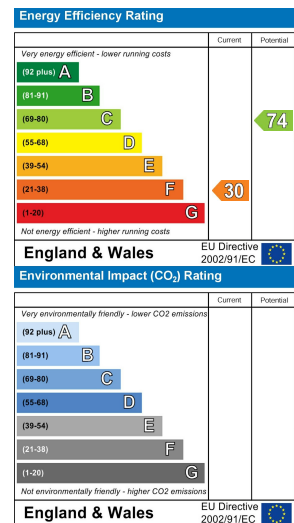 Energy Efficiency Rating
Current Potential
Very energy efficient - lower running costs
(92 plus) A
(81-91) B
(69-80) C
74
(55-68) D
(39-54) E
(21-38) F
30
(1-20) G
Not energy efficient - higher running costs
England & Wales
EU Directive
2002/91/EC
Environmental Impact (CO₂) Rating
Current Potential
Very environmentally friendly - lower CO2 emissions
(92 plus) A
(81-91) B
(69-80) C
(55-68) D
(39-54) E
(21-38) F
(1-20) G
Not environmentally friendly - higher CO2 emissions
England & Wales
EU Directive
2002/91/EC